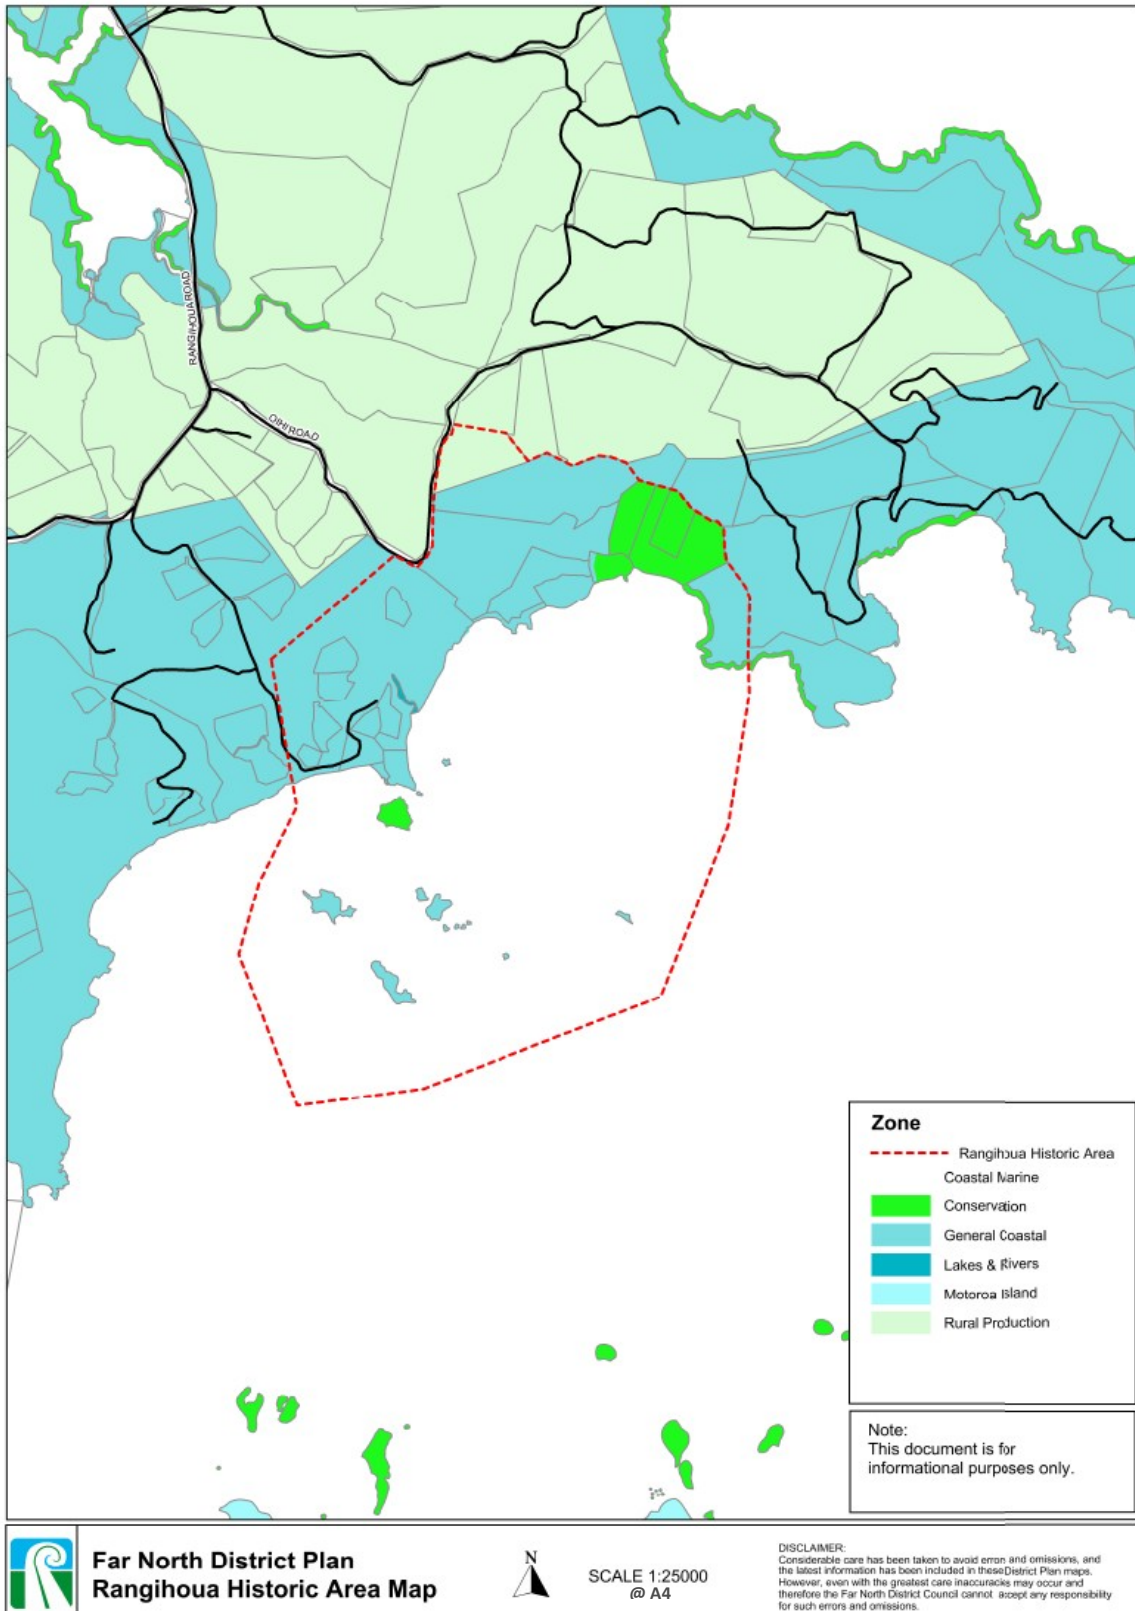 RANGIHOUA ROAD
OIHI ROAD
Zone
Rangihoua Historic Area
Coastal Marine
Conservation
General Coastal
Lakes & Rivers
Motoroa Island
Rural Production
Note:
This document is for
informational purposes only.
Far North District Plan
Rangihoua Historic Area Map
N
SCALE 1:25000
@ A4
DISCLAIMER:
Considerable care has been taken to avoid errors and omissions, and
the latest information has been included in these District Plan maps.
However, even with the greatest care inaccuracies may occur and
therefore the Far North District Council cannot accept any responsibility
for such errors and omissions.